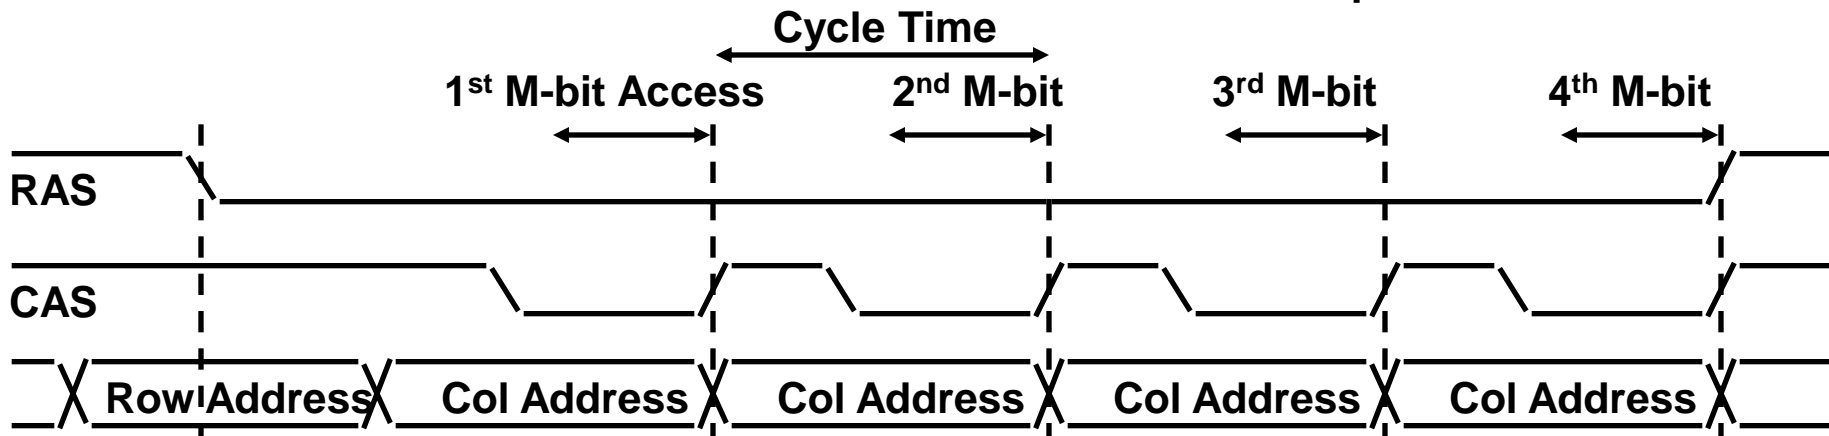 Cycle Time
1st M-bit Access 2nd M-bit 3rd M-bit 4th M-bit
RAS
CAS
Row Address Col Address Col Address Col Address Col Address